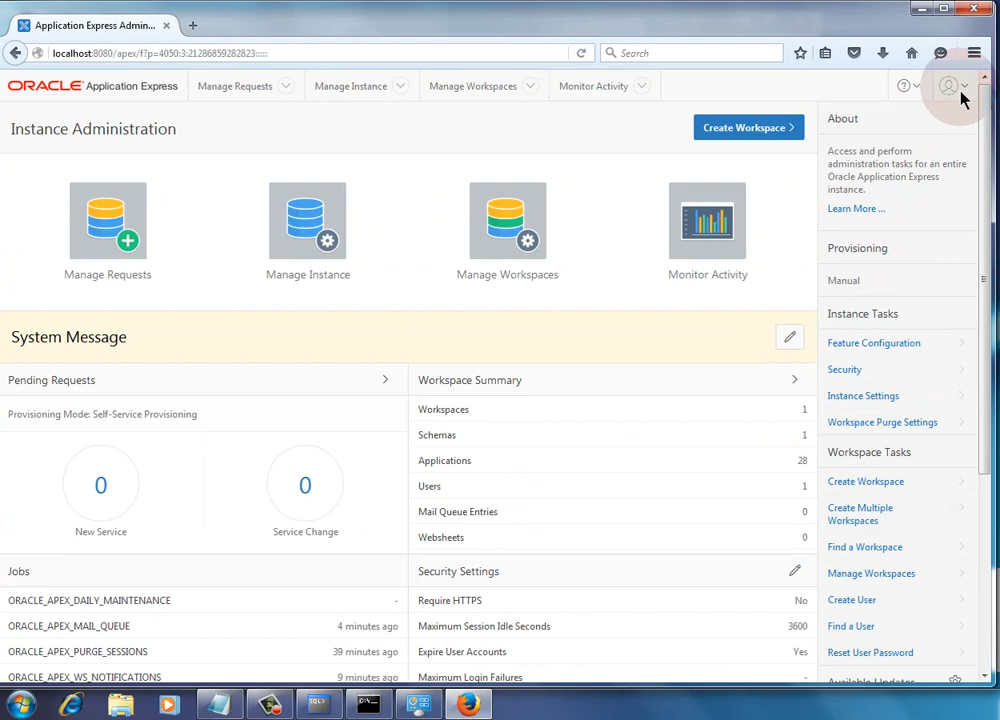 Application Express Admin...
localhost:8080/apex/f?p=4050:3:21286859282823:::::
Search
ORACLE Application Express
Manage Requests
Manage Instance
Manage Workspaces
Monitor Activity
Instance Administration
Create Workspace
Manage Requests
Manage Instance
Manage Workspaces
Monitor Activity
System Message
Pending Requests
Provisioning Mode: Self-Service Provisioning
0
New Service
0
Service Change
Workspace Summary
Workspaces 1
Schemas 1
Applications 28
Users 1
Mail Queue Entries 0
Websheets 0
Jobs
ORACLE_APEX_DAILY_MAINTENANCE -
ORACLE_APEX_MAIL_QUEUE 4 minutes ago
ORACLE_APEX_PURGE_SESSIONS 39 minutes ago
ORACLE_APEX_WS_NOTIFICATIONS 9 minutes ago
Security Settings
Require HTTPS No
Maximum Session Idle Seconds 3600
Expire User Accounts Yes
Maximum Login Failures
About
Access and perform
administration tasks for an entire
Oracle Application Express
instance.
Learn More ...
Provisioning
Manual
Instance Tasks
Feature Configuration
Security
Instance Settings
Workspace Purge Settings
Workspace Tasks
Create Workspace
Create Multiple
Workspaces
Find a Workspace
Manage Workspaces
Create User
Find a User
Reset User Password
Available Updates